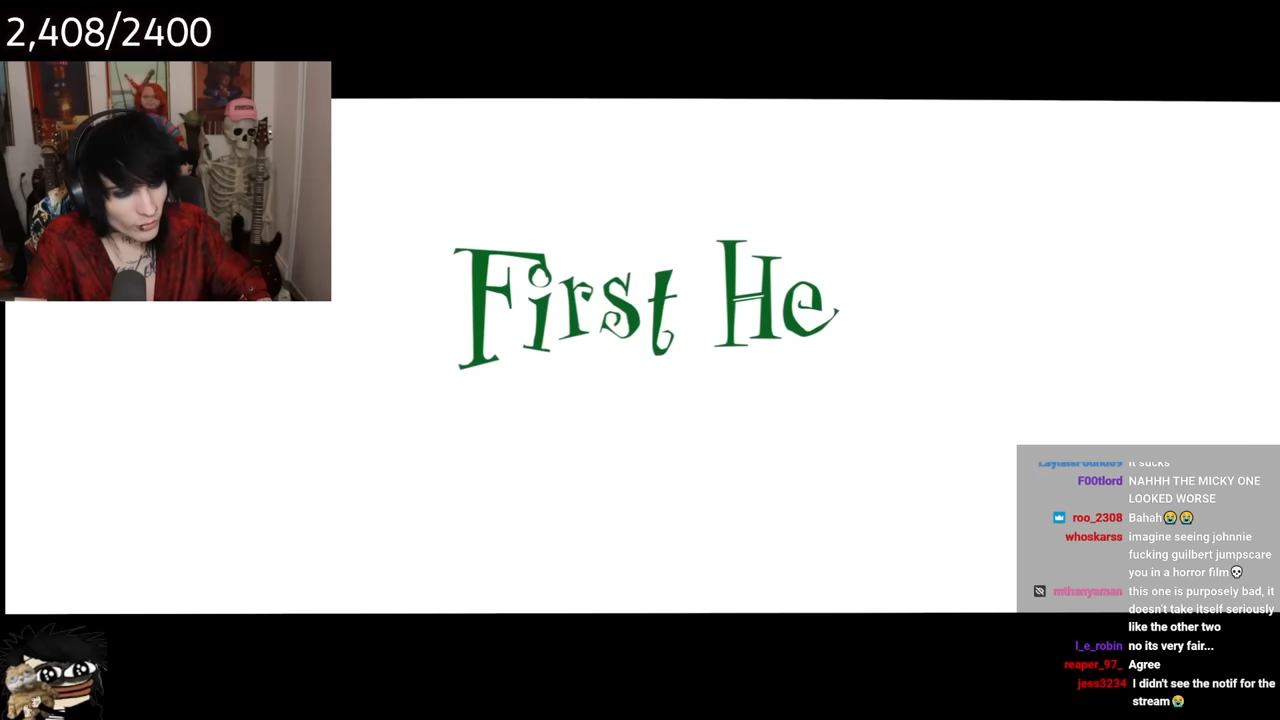 2,408/2400
First He
it sucks
F00tlord NAHHH THE MICKY ONE
LOOKED WORSE
roo_2308 Bahah😭😭
whoskarss imagine seeing johnnie
fucking guilbert jumpscare
you in a horror film💀
mthanyaman this one is purposely bad, it
doesn't take itself seriously
like the other two
l_e_robin no its very fair...
reaper_97_ Agree
jess3234 I didn't see the notif for the
stream😭